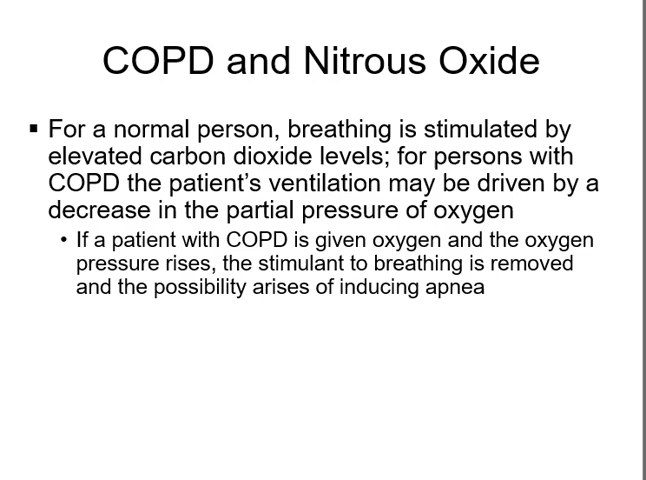 COPD and Nitrous Oxide
▪ For a normal person, breathing is stimulated by
elevated carbon dioxide levels; for persons with
COPD the patient’s ventilation may be driven by a
decrease in the partial pressure of oxygen
• If a patient with COPD is given oxygen and the oxygen
pressure rises, the stimulant to breathing is removed
and the possibility arises of inducing apnea